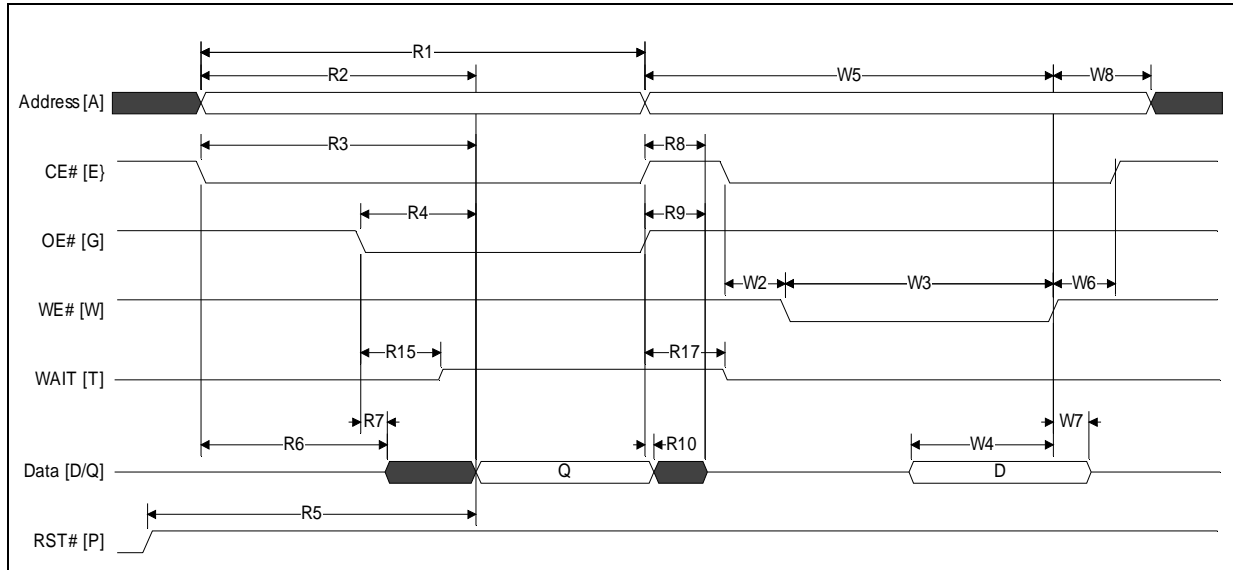 R1
R2 W5 W8
Address [A]
R3 R8
CE# [E}
R4 R9
OE# [G]
W2 W3 W6
WE# [W]
R15 R17
WAIT [T]
R7 W7
R6 R10 W4
Data [D/Q] Q D
R5
RST# [P]